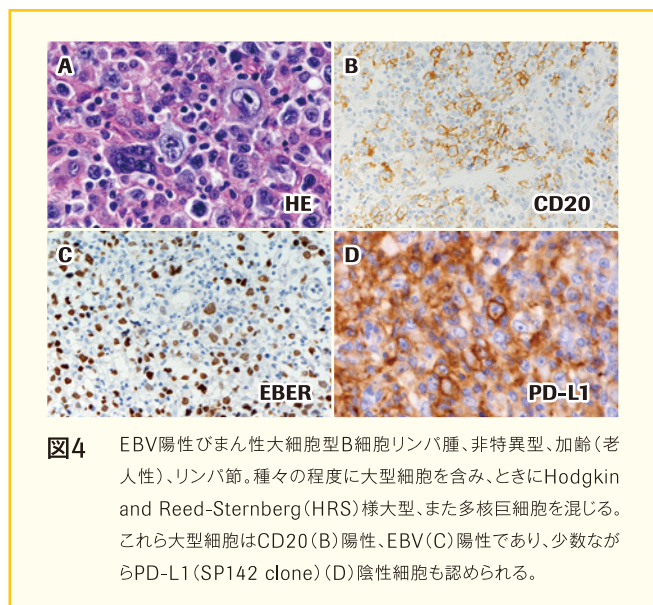 A
HE
B
CD20
C
EBER
D
PD-L1
図4
EBV陽性びまん性大細胞型B細胞リンパ腫、非特異型、加齢（老
人性）、リンパ節。種々の程度に大型細胞を含み、ときにHodgkin
and Reed-Sternberg（HRS）様大型、また多核巨細胞を混じる。
これら大型細胞はCD20（B）陽性、EBV（C）陽性であり、少数なが
らPD-L1（SP142 clone）（D）陰性細胞も認められる。